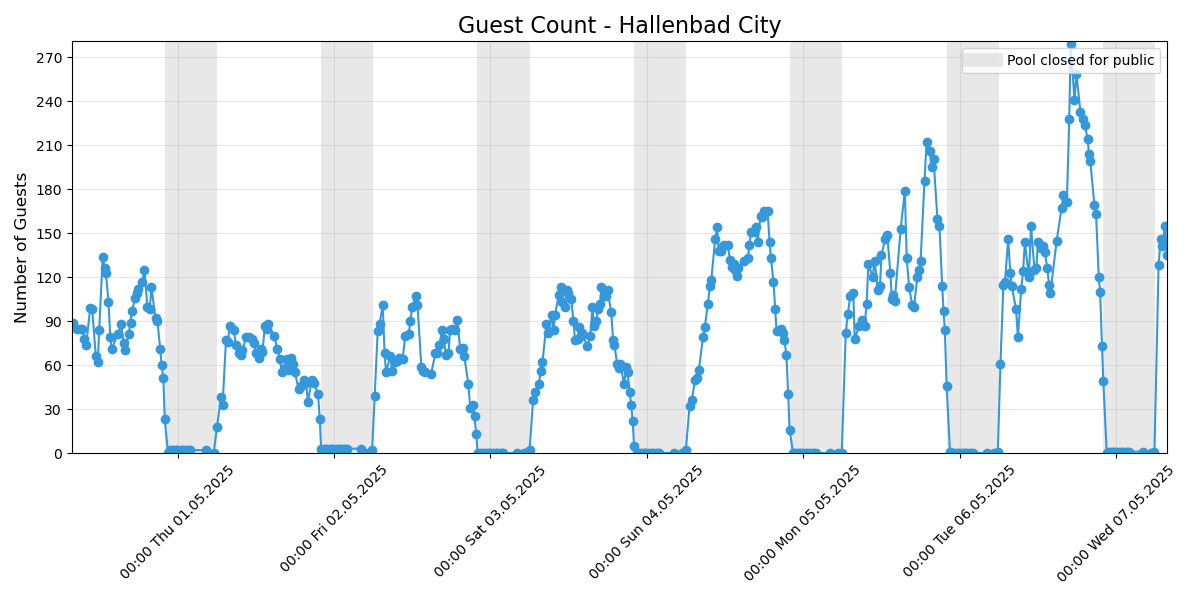 Guest Count - Hallenbad City
Pool closed for public
Number of Guests
270
240
210
180
150
120
90
60
30
0
00:00 Thu 01.05.2025
00:00 Fri 02.05.2025
00:00 Sat 03.05.2025
00:00 Sun 04.05.2025
00:00 Mon 05.05.2025
00:00 Tue 06.05.2025
00:00 Wed 07.05.2025